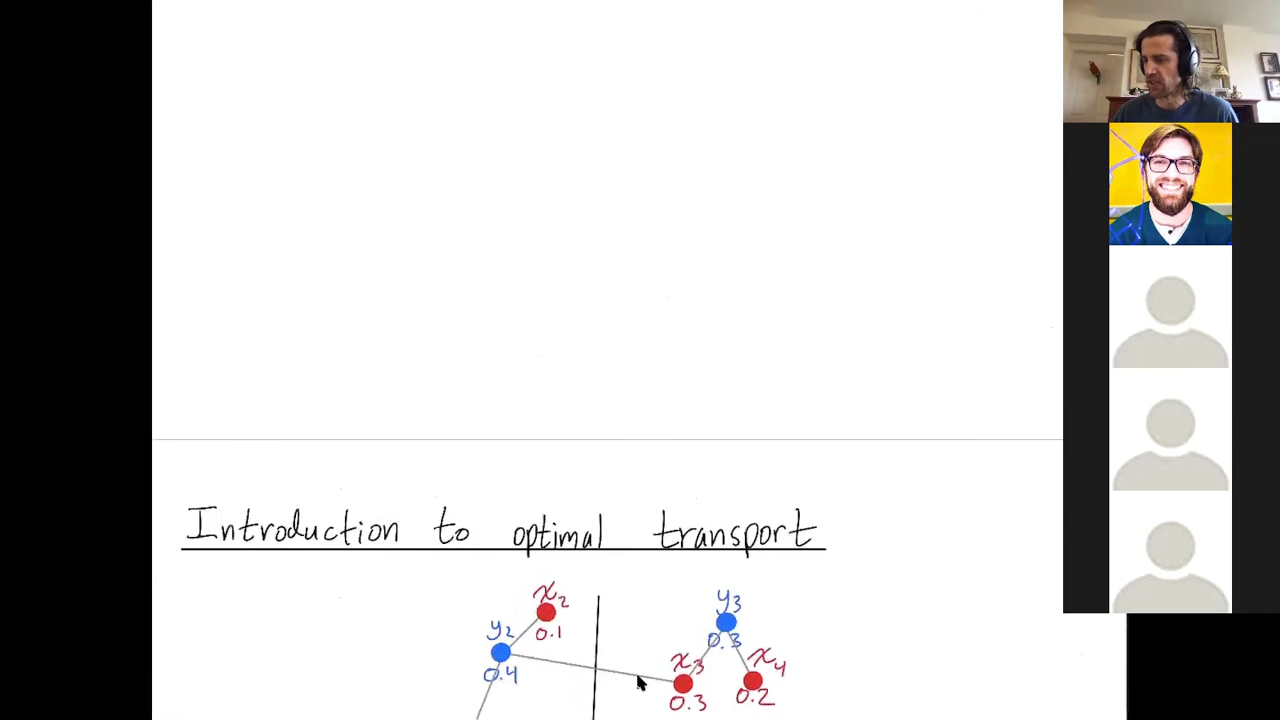 Introduction to optimal transport
x₂
y₃
y₂
0.1
0.3
x₃
x₄
0.4
0.3
0.2